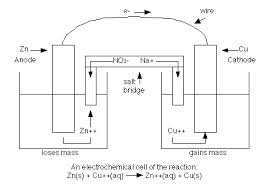 e-
wire
Zn
Anode
NO3- Na+
Cu
Cathode
salt
bridge
Zn++
Cu++
loses mass
gains mass
An electrochemical cell of the reaction:
Zn(s) + Cu++(aq) Zn++(aq) + Cu(s)